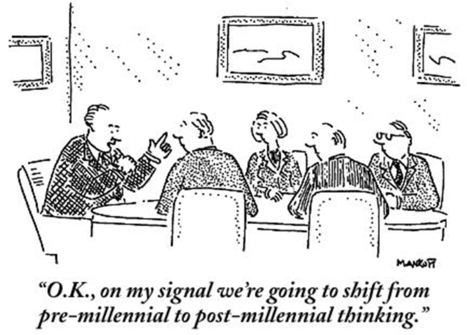 MANKOFF
“O.K., on my signal we’re going to shift from
pre-millennial to post-millennial thinking.”